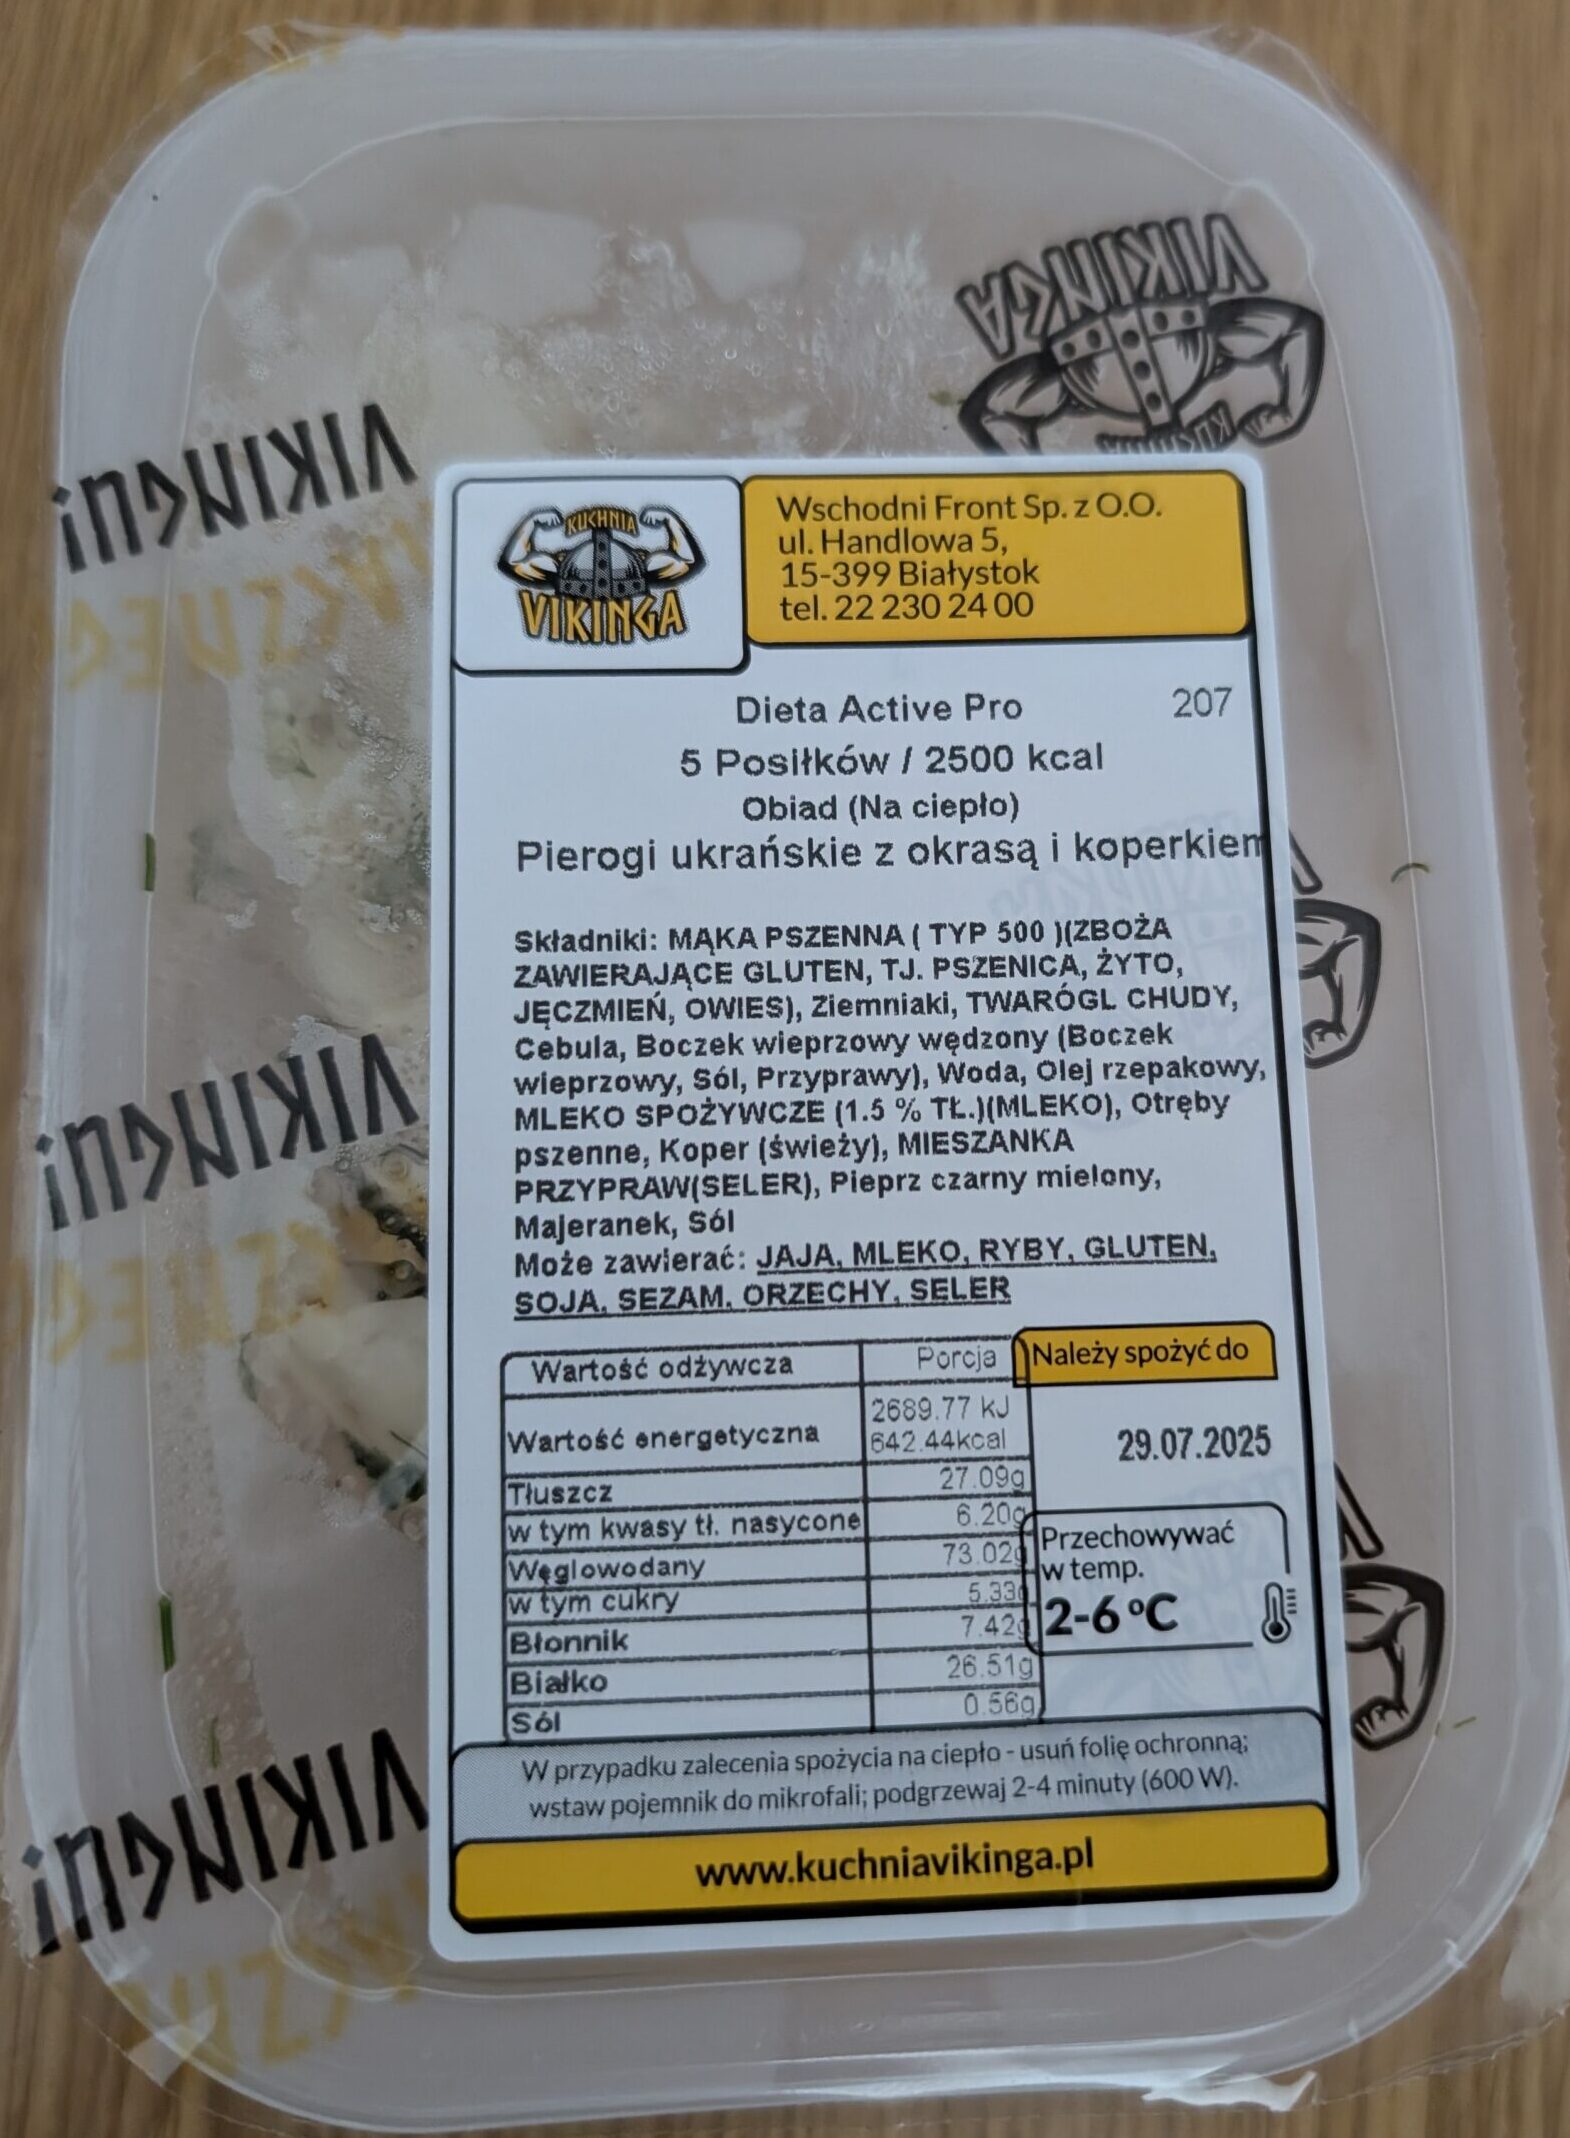 VIKINGA
KUCHNIA
VIKINGU!
KUCHNIA
VIKINGA
Wschodni Front Sp. z O.O.
ul. Handlowa 5,
15-399 Białystok
tel. 22 230 24 00
Dieta Active Pro 207
5 Posiłków / 2500 kcal
Obiad (Na ciepło)
Pierogi ukrańskie z okrasą i koperkiem
Składniki: MĄKA PSZENNA ( TYP 500 )(ZBOŻA
ZAWIERAJĄCE GLUTEN, TJ. PSZENICA, ŻYTO,
JĘCZMIEŃ, OWIES), Ziemniaki, TWARÓGL CHUDY,
Cebula, Boczek wieprzowy wędzony (Boczek
wieprzowy, Sól, Przyprawy), Woda, Olej rzepakowy,
MLEKO SPOŻYWCZE (1.5 % TŁ.)(MLEKO), Otręby
pszenne, Koper (świeży), MIESZANKA
PRZYPRAW(SELER), Pieprz czarny mielony,
Majeranek, Sól
Może zawierać: JAJA, MLEKO, RYBY, GLUTEN,
SOJA, SEZAM, ORZECHY, SELER
VIKINGU!
Wartość odżywcza Porcja
Wartość energetyczna 2689.77 kJ
642.44kcal
Tłuszcz 27.09g
w tym kwasy tł. nasycone 6.20g
Węglowodany 73.02g
w tym cukry 5.33g
Błonnik 7.42g
Białko 26.51g
Sól 0.56g
Należy spożyć do
29.07.2025
Przechowywać
w temp.
2-6 °C
VIKINGU!
W przypadku zalecenia spożycia na ciepło - usuń folię ochronną;
wstaw pojemnik do mikrofali; podgrzewaj 2-4 minuty (600 W).
www.kuchniavikinga.pl